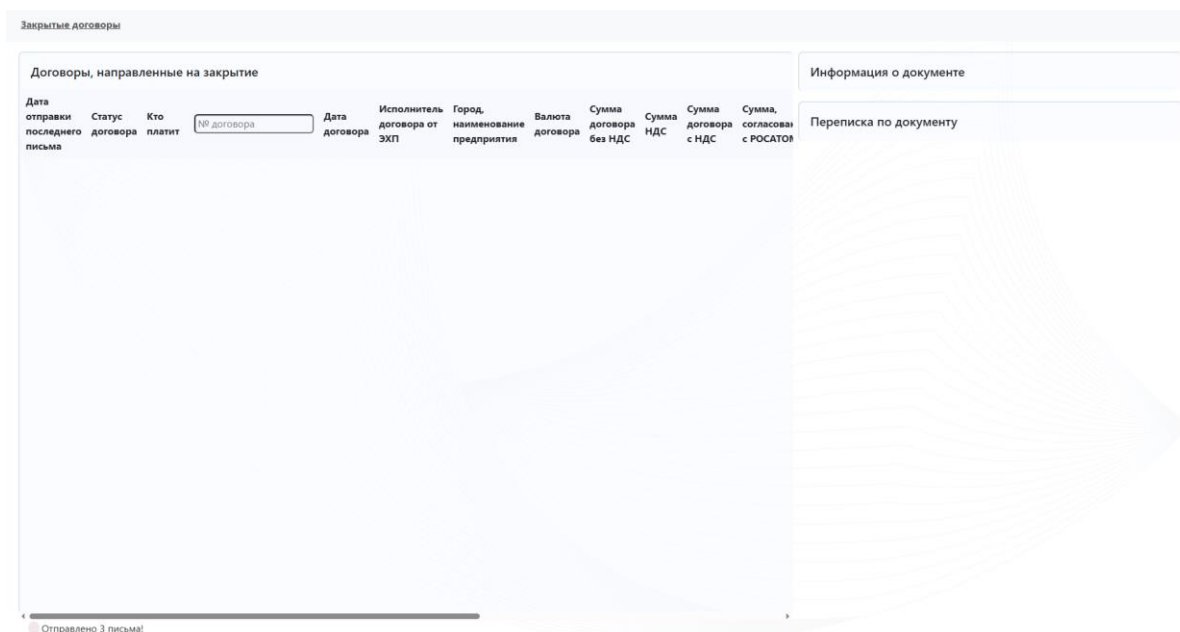 Закрытые договоры
Договоры, направленные на закрытие
Дата
отправки
последнего
письма
Статус
договора
Кто
платит
№ договора
Дата
договора
Исполнитель
договора от
ЭХП
Город,
наименование
предприятия
Валюта
договора
Сумма
договора
без НДС
Сумма
НДС
Сумма
договора
с НДС
Сумма,
согласован
с РОСАТОМ
Информация о документе
Переписка по документу
Отправлено 3 письма!